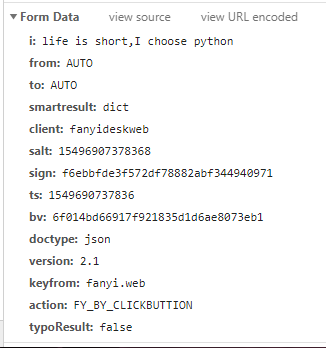 Form Data view source view URL encoded
i: life is short,I choose python
from: AUTO
to: AUTO
smartresult: dict
client: fanyideskweb
salt: 15496907378368
sign: f6ebbfde3f572df78882abf344940971
ts: 1549690737836
bv: 6f014bd66917f921835d1d6ae8073eb1
doctype: json
version: 2.1
keyfrom: fanyi.web
action: FY_BY_CLICKBUTTION
typoResult: false